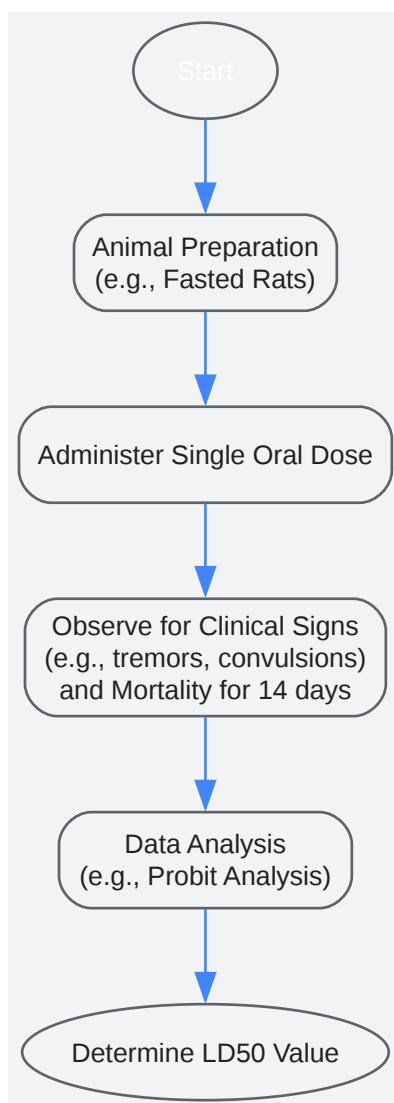 Start
Animal Preparation
(e.g., Fasted Rats)
Administer Single Oral Dose
Observe for Clinical Signs
(e.g., tremors, convulsions)
and Mortality for 14 days
Data Analysis
(e.g., Probit Analysis)
Determine LD50 Value